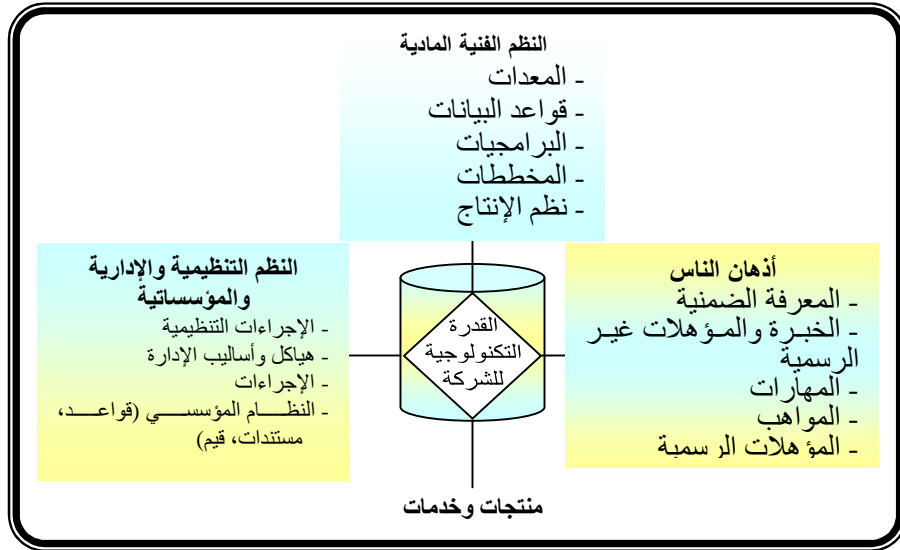 النظم الفنية المادية
- المعدات
- قواعد البيانات
- البرامجيات
- المخططات
- نظم الإنتاج
أذهان الناس
- المعرفة الضمنية
- الخبرة والمؤهلات غير
الرسمية
- المهارات
- المواهب
- المؤهلات الرسمية
القدرة
التكنولوجية
للشركة
النظم التنظيمية والإدارية
والمؤسساتية
- الإجراءات التنظيمية
- هياكل وأساليب الإدارة
- الإجراءات
- النظام المؤسسي (قواعد،
مستندات، قيم)
منتجات وخدمات